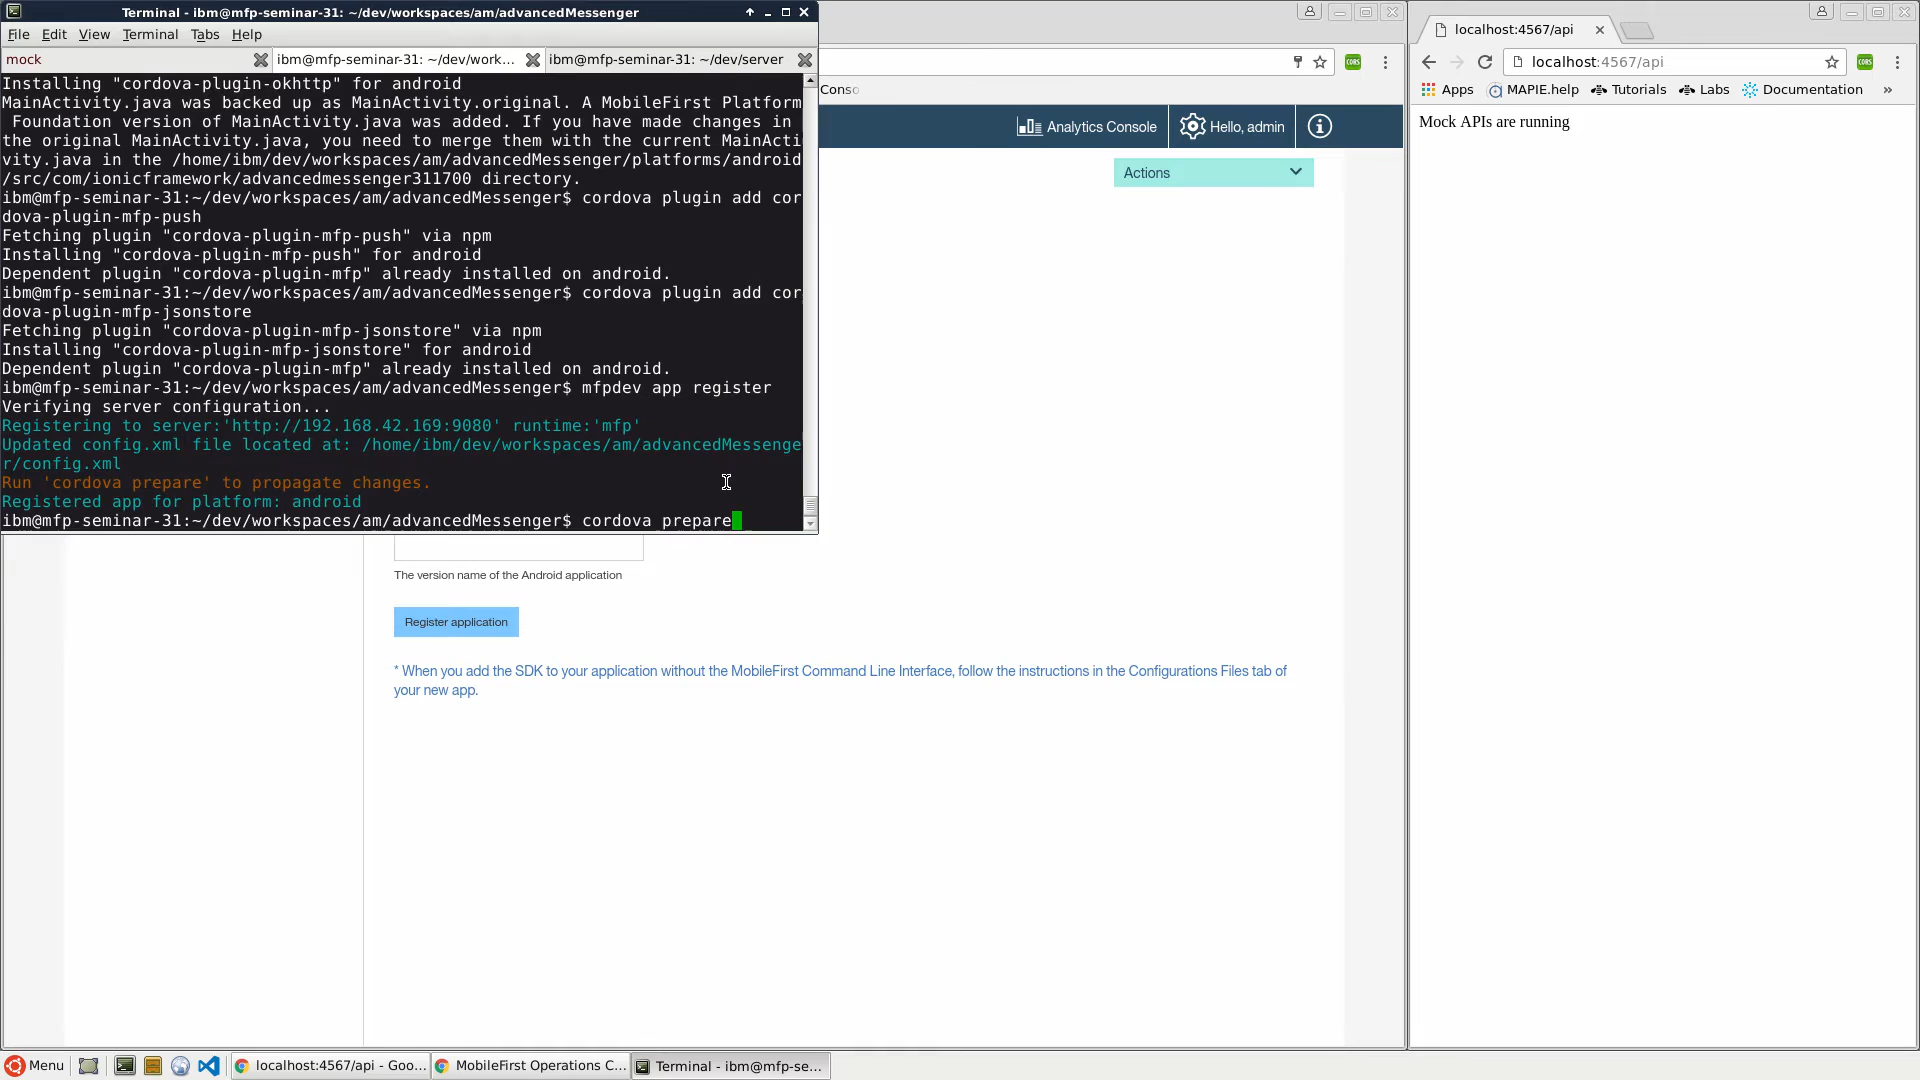 Terminal - ibm@mfp-seminar-31: ~/dev/workspaces/am/advancedMessenger
File Edit View Terminal Tabs Help
mock
ibm@mfp-seminar-31: ~/dev/work...
ibm@mfp-seminar-31: ~/dev/server
Installing "cordova-plugin-okhttp" for android
MainActivity.java was backed up as MainActivity.original. A MobileFirst Platform
Foundation version of MainActivity.java was added. If you have made changes in
the original MainActivity.java, you need to merge them with the current MainActi
vity.java in the /home/ibm/dev/workspaces/am/advancedMessenger/platforms/android
/src/com/ionicframework/advancedmessenger311700 directory.
ibm@mfp-seminar-31:~/dev/workspaces/am/advancedMessenger$ cordova plugin add cor
dova-plugin-mfp-push
Fetching plugin "cordova-plugin-mfp-push" via npm
Installing "cordova-plugin-mfp-push" for android
Dependent plugin "cordova-plugin-mfp" already installed on android.
ibm@mfp-seminar-31:~/dev/workspaces/am/advancedMessenger$ cordova plugin add cor
dova-plugin-mfp-jsonstore
Fetching plugin "cordova-plugin-mfp-jsonstore" via npm
Installing "cordova-plugin-mfp-jsonstore" for android
Dependent plugin "cordova-plugin-mfp" already installed on android.
ibm@mfp-seminar-31:~/dev/workspaces/am/advancedMessenger$ mfpdev app register
Verifying server configuration...
Registering to server:'http://192.168.42.169:9080' runtime:'mfp'
Updated config.xml file located at: /home/ibm/dev/workspaces/am/advancedMessenge
r/config.xml
Run 'cordova prepare' to propagate changes.
Registered app for platform: android
ibm@mfp-seminar-31:~/dev/workspaces/am/advancedMessenger$ cordova prepare
Analytics Console
Hello, admin
Actions
The version name of the Android application
Register application
* When you add the SDK to your application without the MobileFirst Command Line Interface, follow the instructions in the Configurations Files tab of
your new app.
localhost:4567/api
localhost:4567/api
CORS
Apps MAPIE.help Tutorials Labs Documentation »
Mock APIs are running
Menu
localhost:4567/api - Goo...
MobileFirst Operations C...
Terminal - ibm@mfp-se...